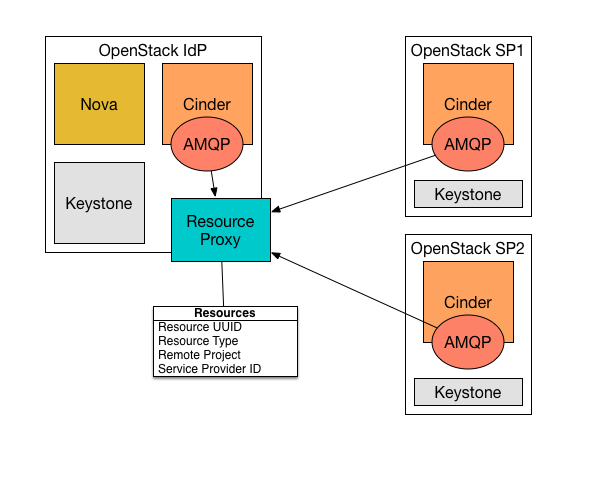 OpenStack IdP
Nova
Cinder
AMQP
Keystone
Resource
Proxy
Resources
Resource UUID
Resource Type
Remote Project
Service Provider ID
OpenStack SP1
Cinder
AMQP
Keystone
OpenStack SP2
Cinder
AMQP
Keystone